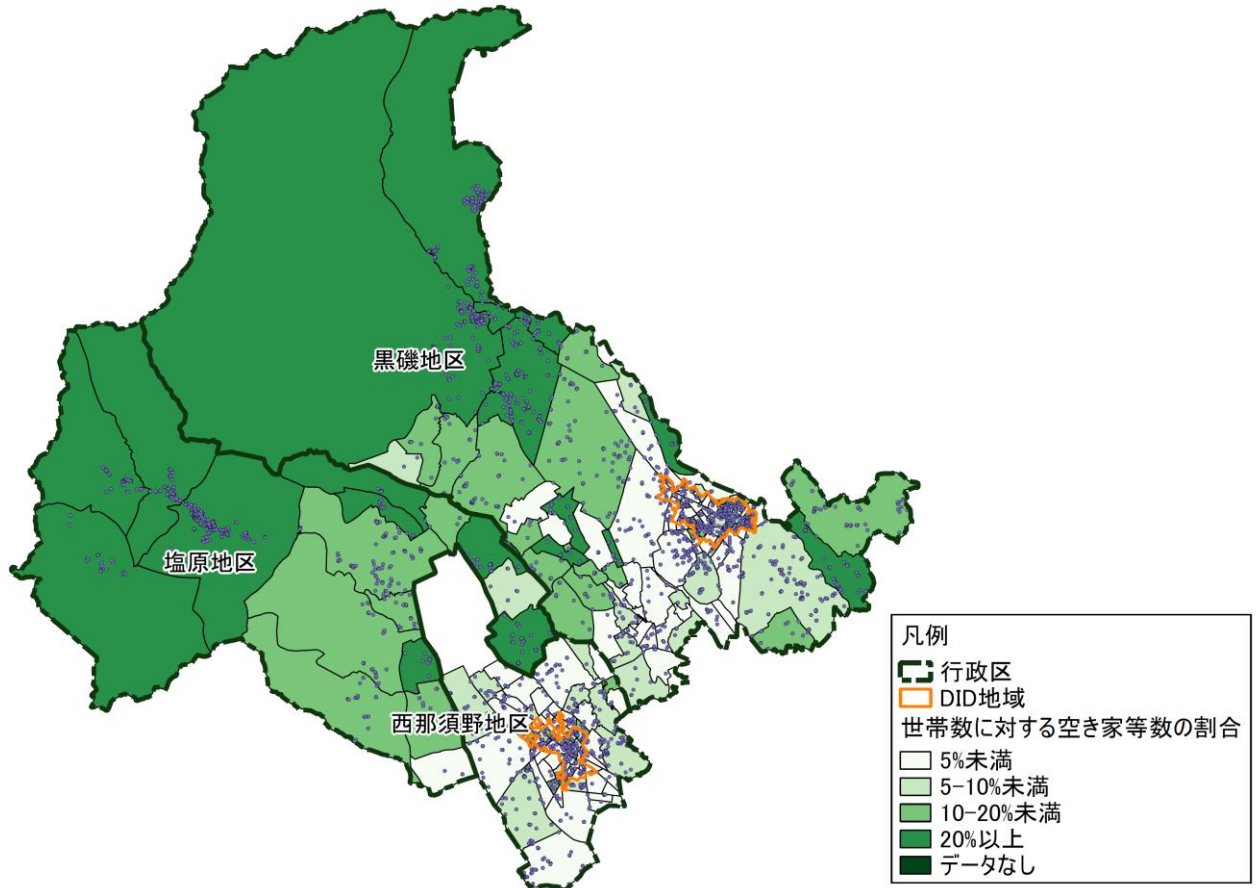 黒磯地区
塩原地区
西那須野地区
凡例
行政区
DID地域
世帯数に対する空き家等数の割合
5%未満
5-10%未満
10-20%未満
20%以上
データなし